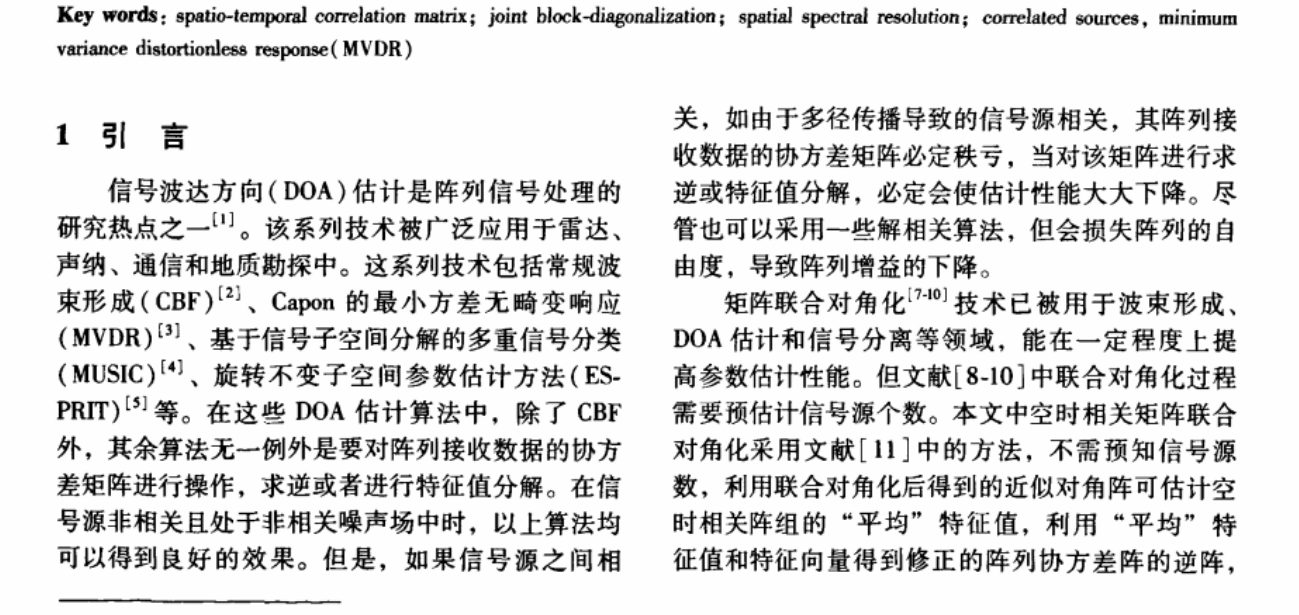 Key words: spatio-temporal correlation matrix; joint block-diagonalization; spatial spectral resolution; correlated sources, minimum
variance distortionless response(MVDR)
1 引 言
信号波达方向(DOA)估计是阵列信号处理的
研究热点之一[1]。该系列技术被广泛应用于雷达、
声纳、通信和地质勘探中。这系列技术包括常规波
束形成(CBF)[2]、Capon 的最小方差无畸变响应
(MVDR)[3]、基于信号子空间分解的多重信号分类
(MUSIC)[4]、旋转不变子空间参数估计方法(ES-
PRIT)[5]等。在这些 DOA 估计算法中，除了 CBF
外，其余算法无一例外是要对阵列接收数据的协方
差矩阵进行操作，求逆或者进行特征值分解。在信
号源非相关且处于非相关噪声场中时，以上算法均
可以得到良好的效果。但是，如果信号源之间相
关，如由于多径传播导致的信号源相关，其阵列接
收数据的协方差矩阵必定秩亏，当对该矩阵进行求
逆或特征值分解，必定会使估计性能大大下降。尽
管也可以采用一些解相关算法，但会损失阵列的自
由度，导致阵列增益的下降。
矩阵联合对角化[7-10]技术已被用于波束形成、
DOA 估计和信号分离等领域，能在一定程度上提
高参数估计性能。但文献[8-10]中联合对角化过程
需要预估计信号源个数。本文中空时相关矩阵联合
对角化采用文献[11]中的方法，不需预知信号源
数，利用联合对角化后得到的近似对角阵可估计空
时相关阵组的“平均”特征值，利用“平均”特
征值和特征向量得到修正的阵列协方差阵的逆阵，